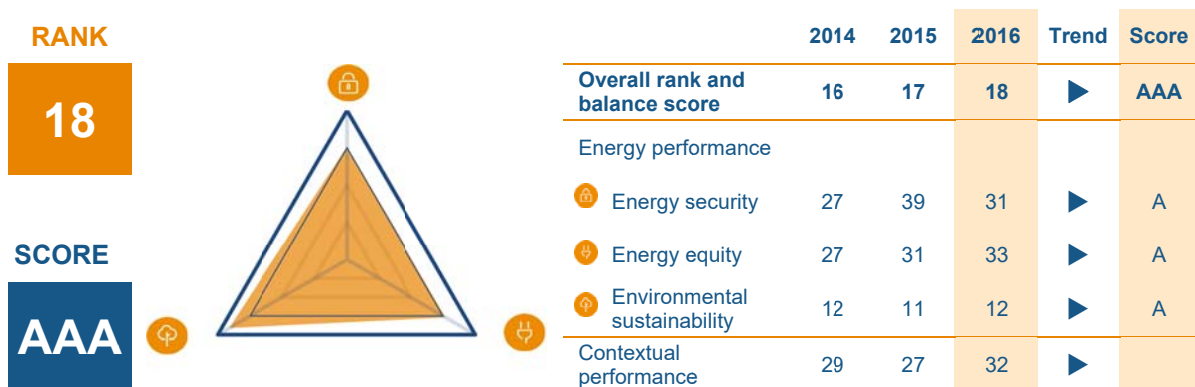 RANK
18
SCORE
AAA
2014 2015 2016 Trend Score
Overall rank and
balance score 16 17 18 AAA
Energy performance
Energy security 27 39 31 A
Energy equity 27 31 33 A
Environmental
sustainability 12 11 12 A
Contextual
performance 29 27 32